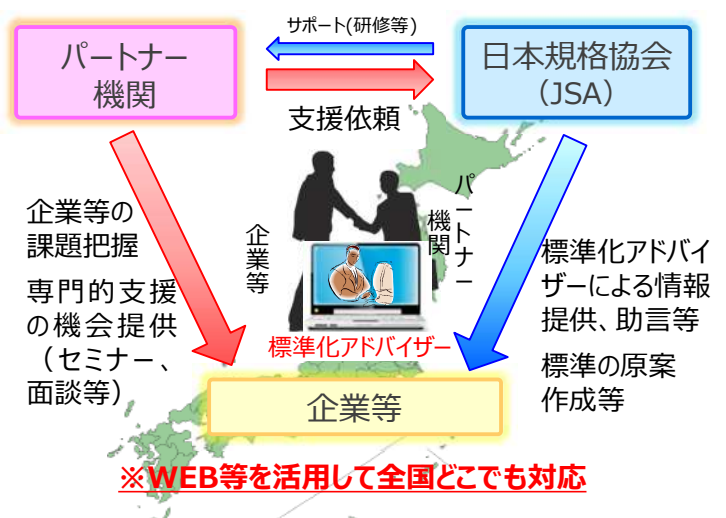 サポート(研修等)
パートナー
機関
日本規格協会
（JSA）
支援依頼
企業等の
課題把握
専門的支援
の機会提供
（セミナー、
面談等）
企業等
パートナー
機関
標準化アドバイザー
標準化アドバイ
ザーによる情報
提供、助言等
標準の原案
作成等
企業等
※WEB等を活用して全国どこでも対応